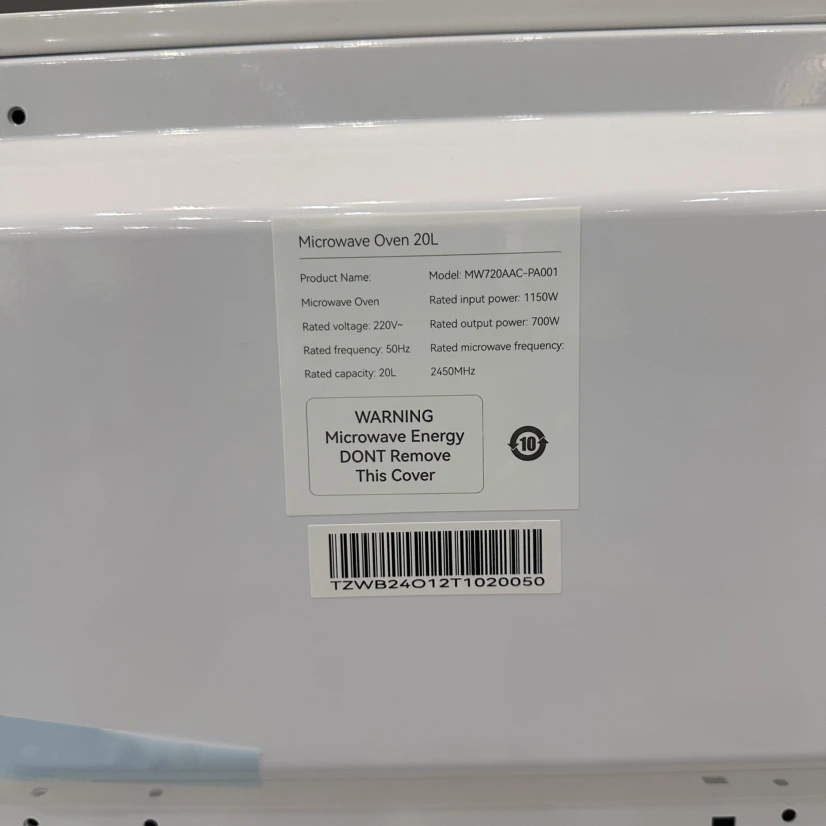 Microwave Oven 20L
Product Name:
Microwave Oven
Rated voltage: 220V~
Rated frequency: 50Hz
Rated capacity: 20L
Model: MW720AAC-PA001
Rated input power: 1150W
Rated output power: 700W
Rated microwave frequency:
2450MHz
WARNING
Microwave Energy
DONT Remove
This Cover
10
TZWB24O12T1020050